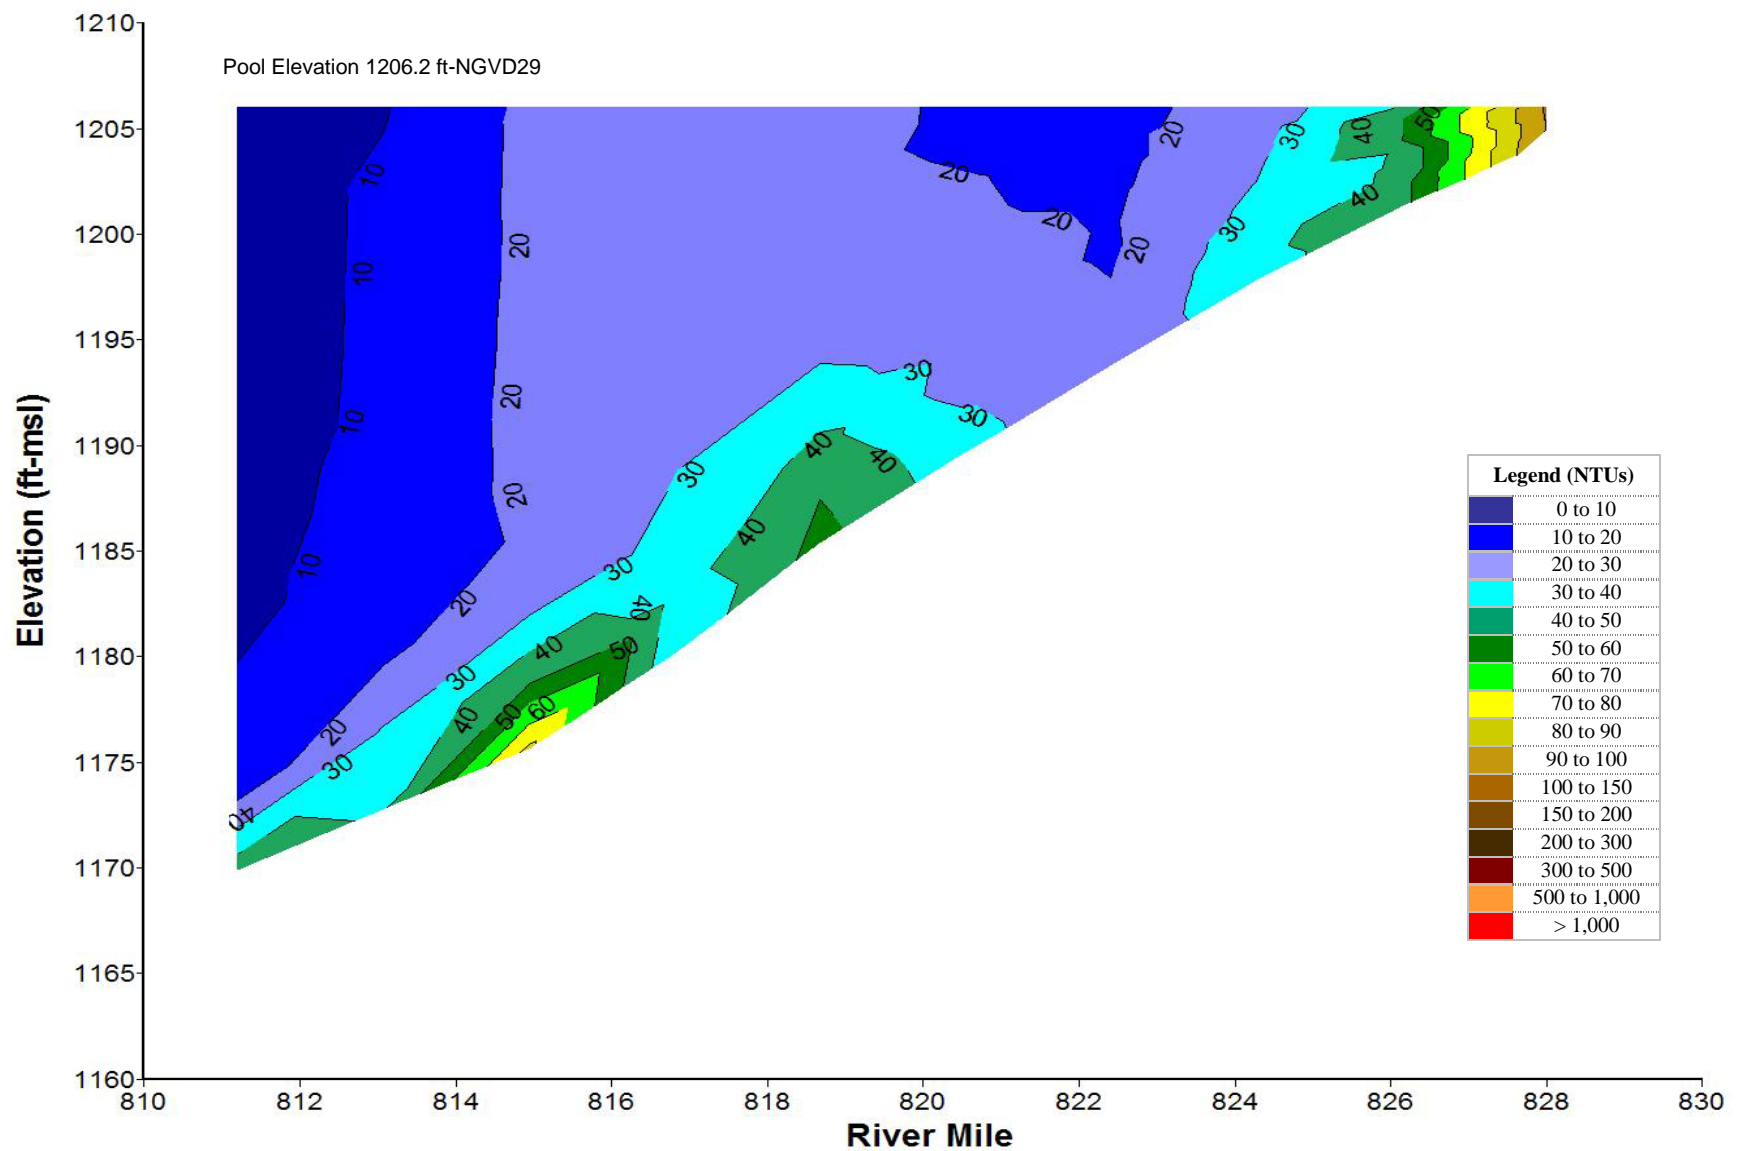 1210
Pool Elevation 1206.2 ft-NGVD29
1205
1200
1195
1190
1185
1180
1175
1170
1165
1160
Elevation (ft-msl)
10
10
10
10
20
20
20
20
20
20
20
20
20
20
30
30
30
30
30
30
30
30
40
40
40
40
40
40
40
40
40
50
50
50
60
Legend (NTUs)
0 to 10
10 to 20
20 to 30
30 to 40
40 to 50
50 to 60
60 to 70
70 to 80
80 to 90
90 to 100
100 to 150
150 to 200
200 to 300
300 to 500
500 to 1,000
> 1,000
810 812 814 816 818 820 822 824 826 828 830
River Mile